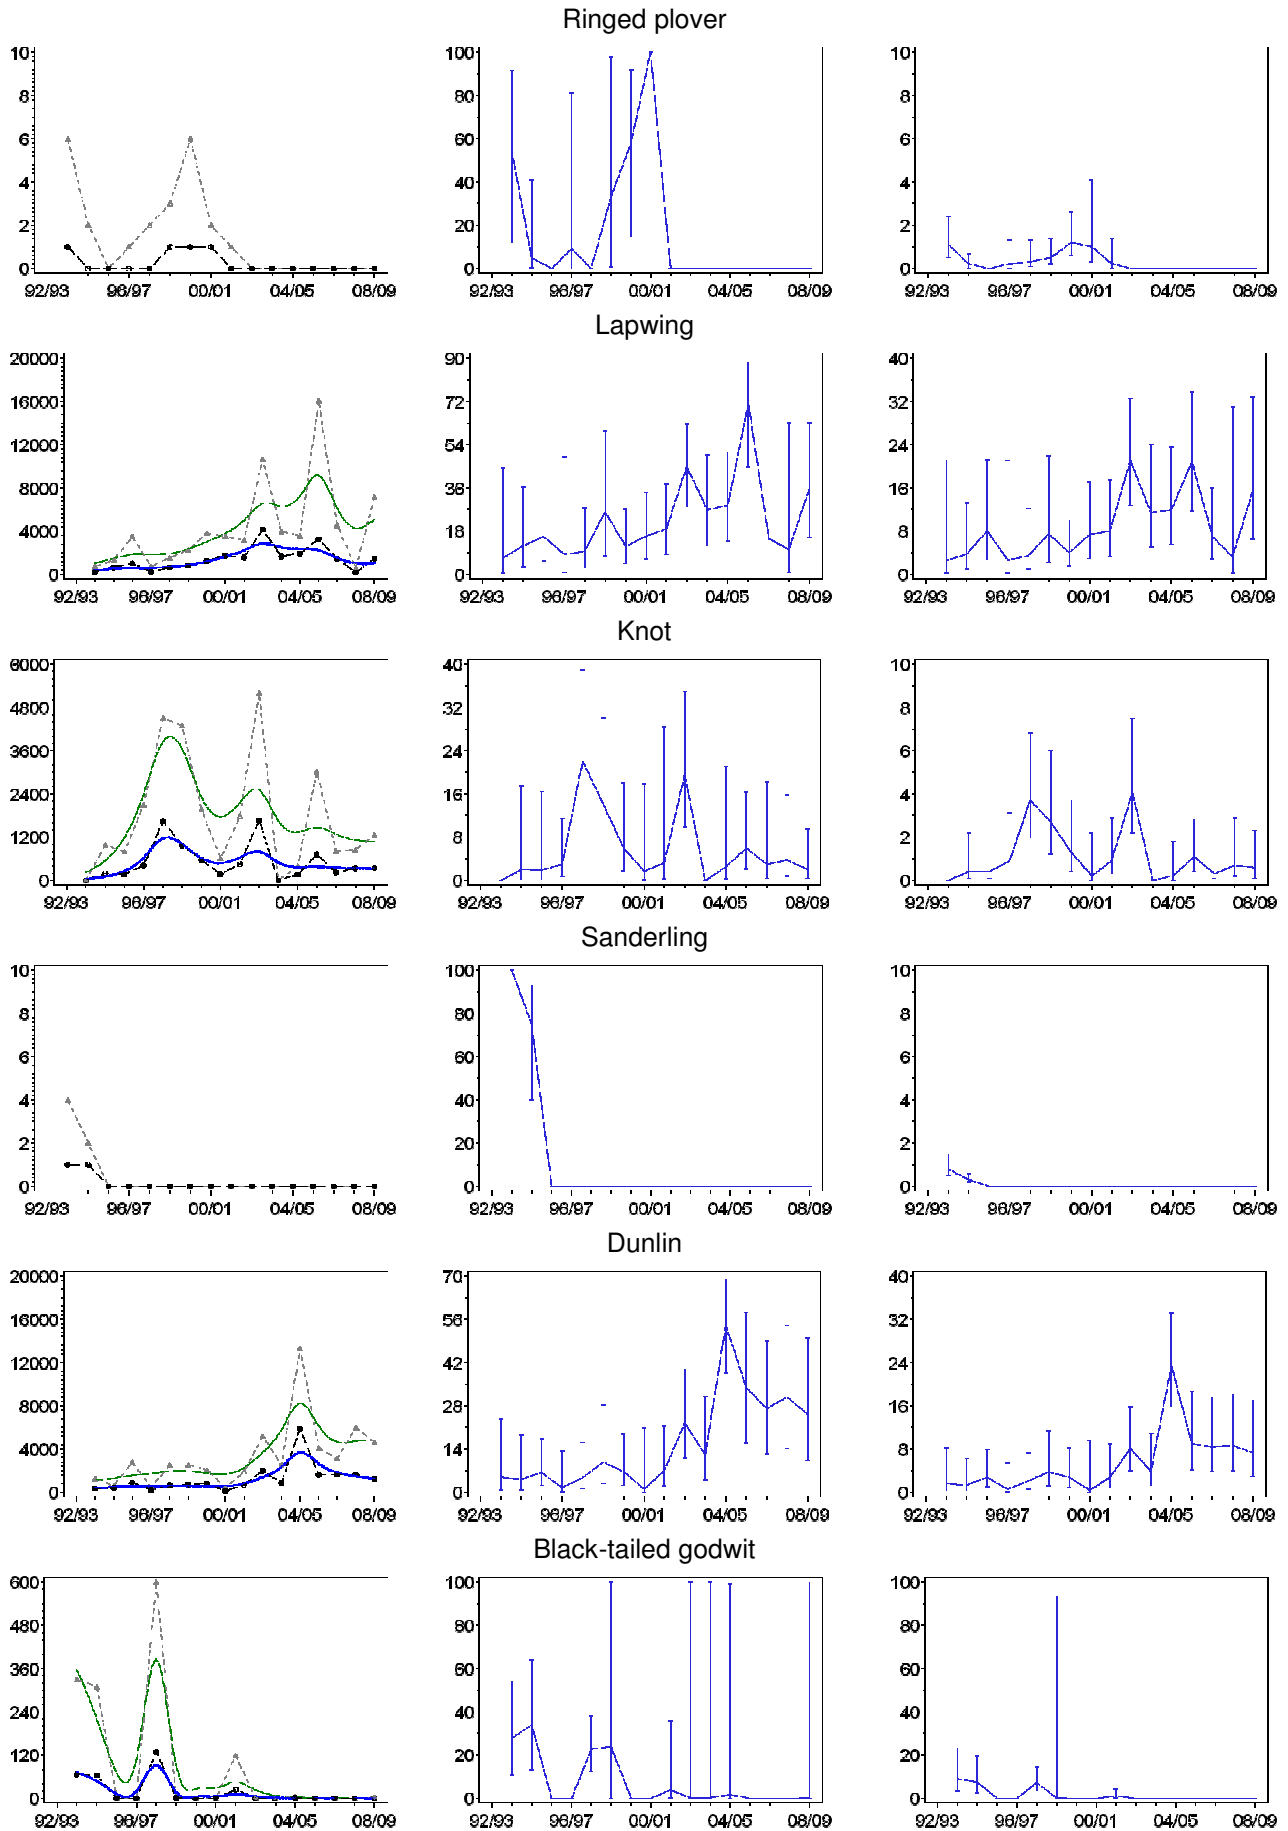 Ringed plover
10 8 6 4 2 0
92/93 96/97 00/01 04/05 08/09
100 80 60 40 20 0
92/93 96/97 00/01 04/05 08/09
10 8 6 4 2 0
92/93 96/97 00/01 04/05 08/09
Lapwing
20000 16000 12000 8000 4000 0
92/93 96/97 00/01 04/05 08/09
90 72 54 36 18 0
92/93 96/97 00/01 04/05 08/09
40 32 24 16 8 0
92/93 96/97 00/01 04/05 08/09
Knot
6000 4800 3600 2400 1200 0
92/93 96/97 00/01 04/05 08/09
40 32 24 16 8 0
92/93 96/97 00/01 04/05 08/09
10 8 6 4 2 0
92/93 96/97 00/01 04/05 08/09
Sanderling
10 8 6 4 2 0
92/93 96/97 00/01 04/05 08/09
100 80 60 40 20 0
92/93 96/97 00/01 04/05 08/09
10 8 6 4 2 0
92/93 96/97 00/01 04/05 08/09
Dunlin
20000 16000 12000 8000 4000 0
92/93 96/97 00/01 04/05 08/09
70 56 42 28 14 0
92/93 96/97 00/01 04/05 08/09
40 32 24 16 8 0
92/93 96/97 00/01 04/05 08/09
Black-tailed godwit
600 480 360 240 120 0
92/93 96/97 00/01 04/05 08/09
100 80 60 40 20 0
92/93 96/97 00/01 04/05 08/09
100 80 60 40 20 0
92/93 96/97 00/01 04/05 08/09